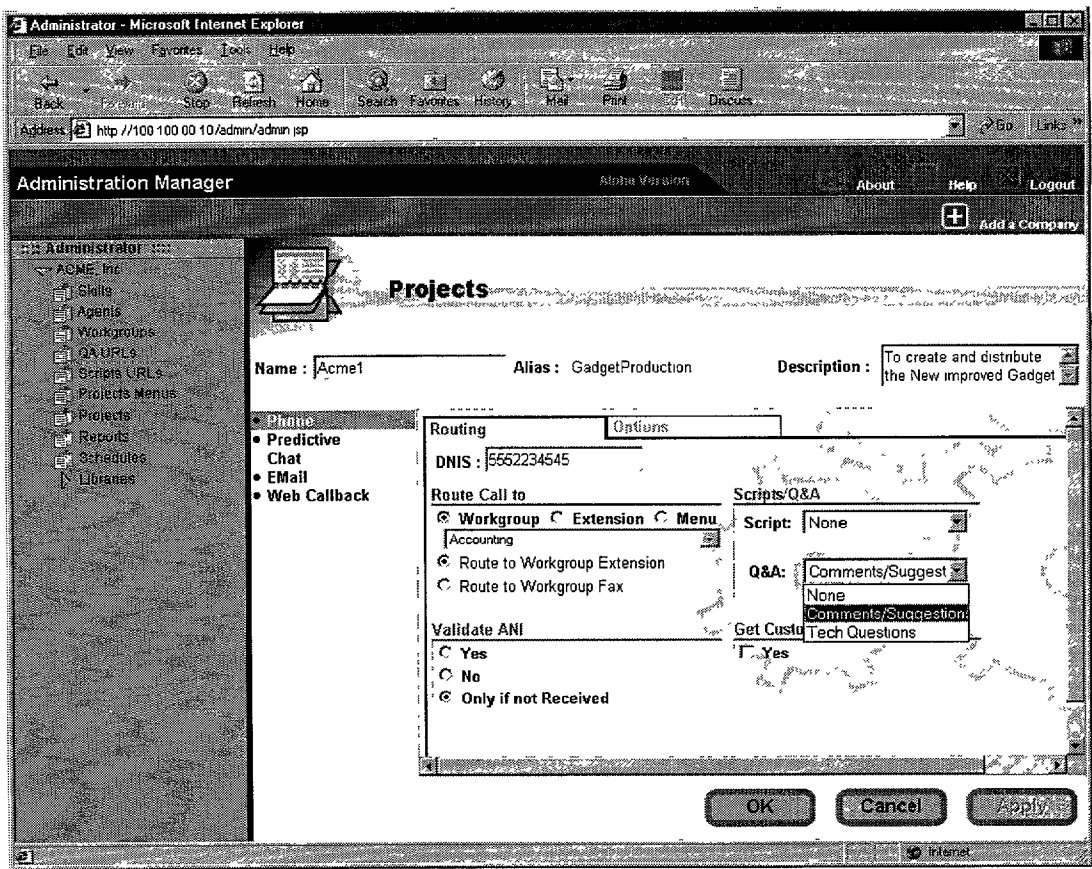 Administrator - Microsoft Internet Explorer
File Edit View Favorites Tools Help
Back Forward Stop Refresh Home Search Favorites History Mail Print Edit Discuss
Address http //100 100 00 10/admin/admin jsp Go Links »
Administration Manager Alpha Version About Help Logout
Add a Company
:::: Administrator ::::
ACME, Inc
Skills
Agents
Workgroups
QA URLs
Scripts URLs
Projects Menus
Projects
Reports
Schedules
Libraries
Projects
Name : Acme1 Alias : GadgetProduction Description : To create and distribute
the New improved Gadget
• Phone
• Predictive
Chat
• EMail
• Web Callback
Routing Options
DNIS : 5552234545
Route Call to Scripts/Q&A
Workgroup Extension Menu Script: None
Accounting
Route to Workgroup Extension Q&A: Comments/Suggest
Route to Workgroup Fax None
Comments/Suggestion
Tech Questions
Validate ANI Get Custo
Yes Yes
No
Only if not Received
OK Cancel Apply
Internet